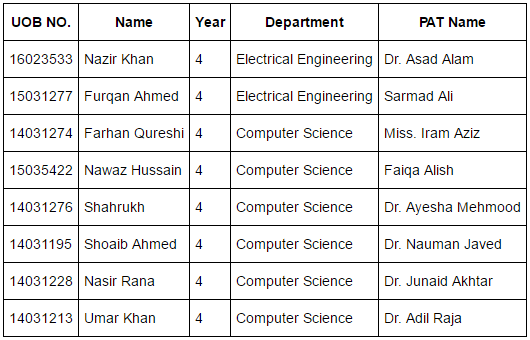 UOB NO. Name Year Department PAT Name
16023533 Nazir Khan 4 Electrical Engineering Dr. Asad Alam
15031277 Furqan Ahmed 4 Electrical Engineering Sarmad Ali
14031274 Farhan Qureshi 4 Computer Science Miss. Iram Aziz
15035422 Nawaz Hussain 4 Computer Science Faiqa Alish
14031276 Shahrukh 4 Computer Science Dr. Ayesha Mehmood
14031195 Shoaib Ahmed 4 Computer Science Dr. Nauman Javed
14031228 Nasir Rana 4 Computer Science Dr. Junaid Akhtar
14031213 Umar Khan 4 Computer Science Dr. Adil Raja